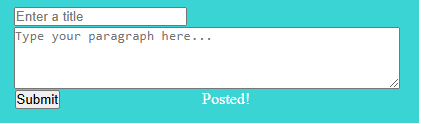 Enter a title
Type your paragraph here...
Submit Posted!